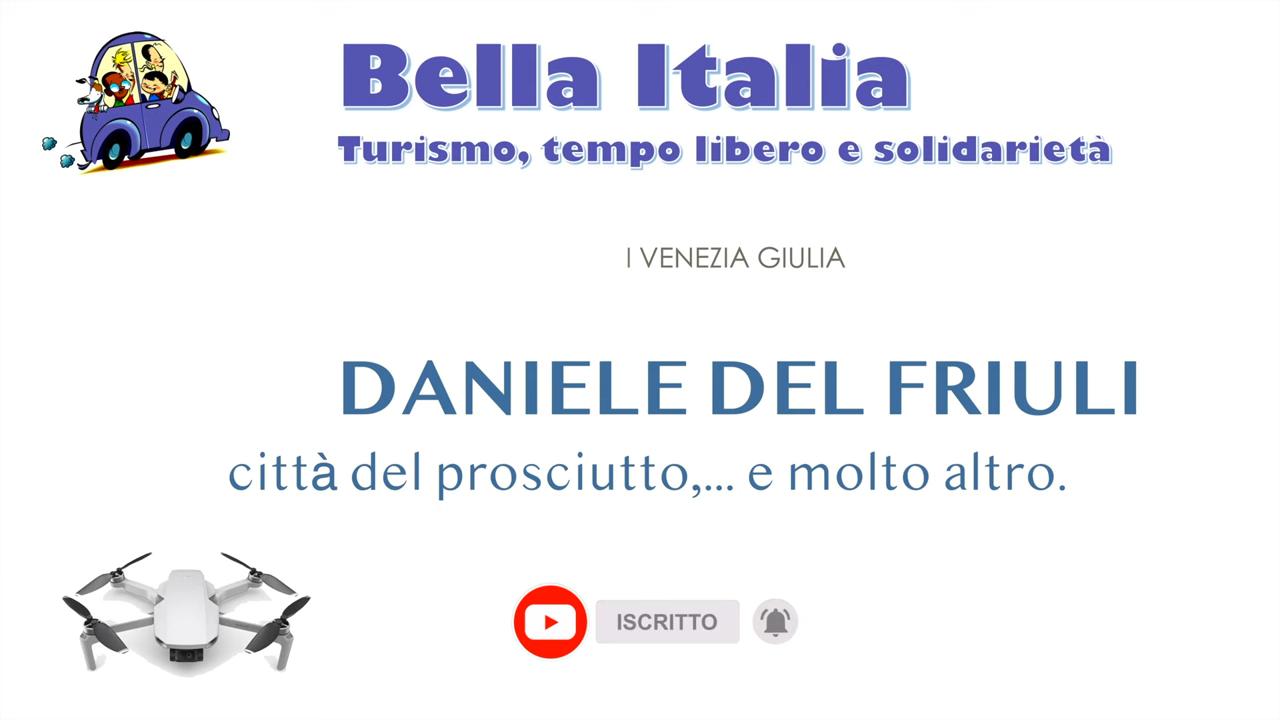 Bella Italia
Turismo, tempo libero e solidarietà
I VENEZIA GIULIA
DANIELE DEL FRIULI
città del prosciutto,... e molto altro.
ISCRITTO